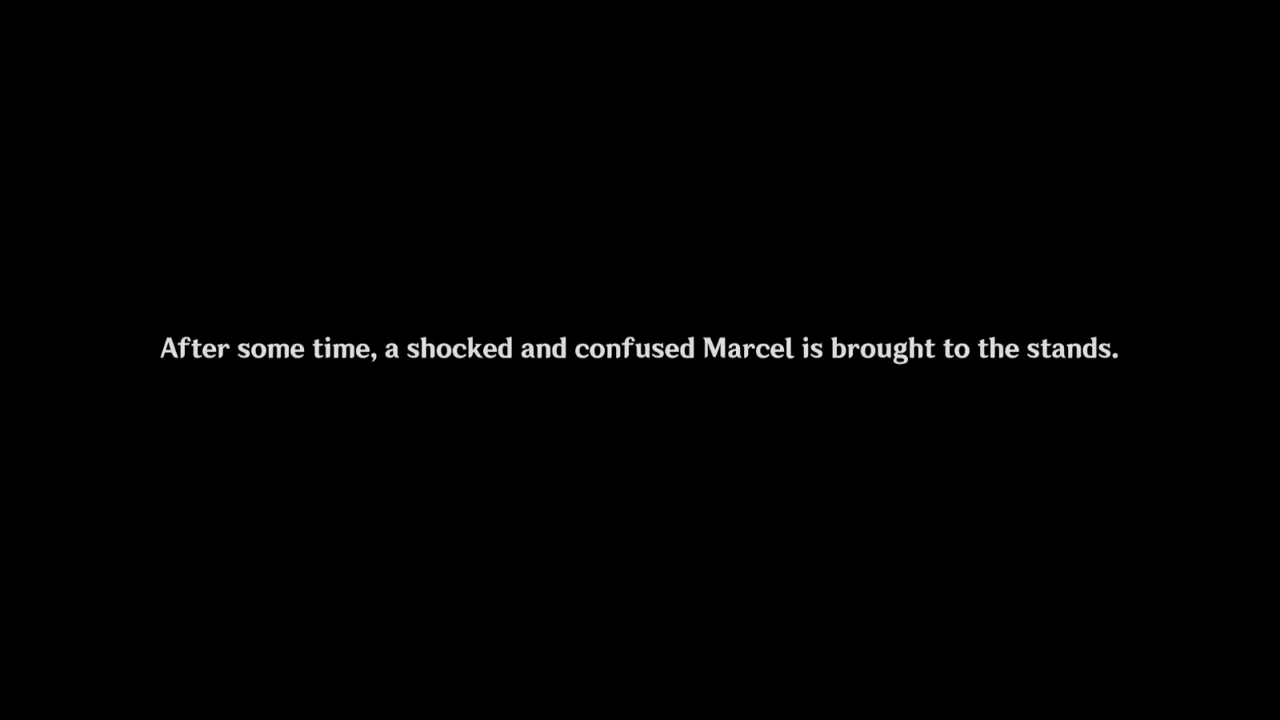 After some time, a shocked and confused Marcel is brought to the stands.